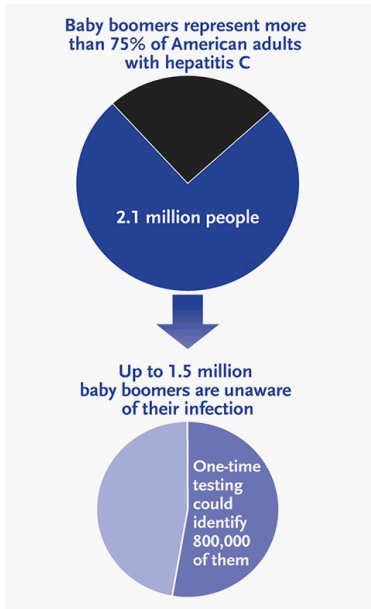 Baby boomers represent more
than 75% of American adults
with hepatitis C
2.1 million people
Up to 1.5 million
baby boomers are unaware
of their infection
One-time
testing
could
identify
800,000
of them